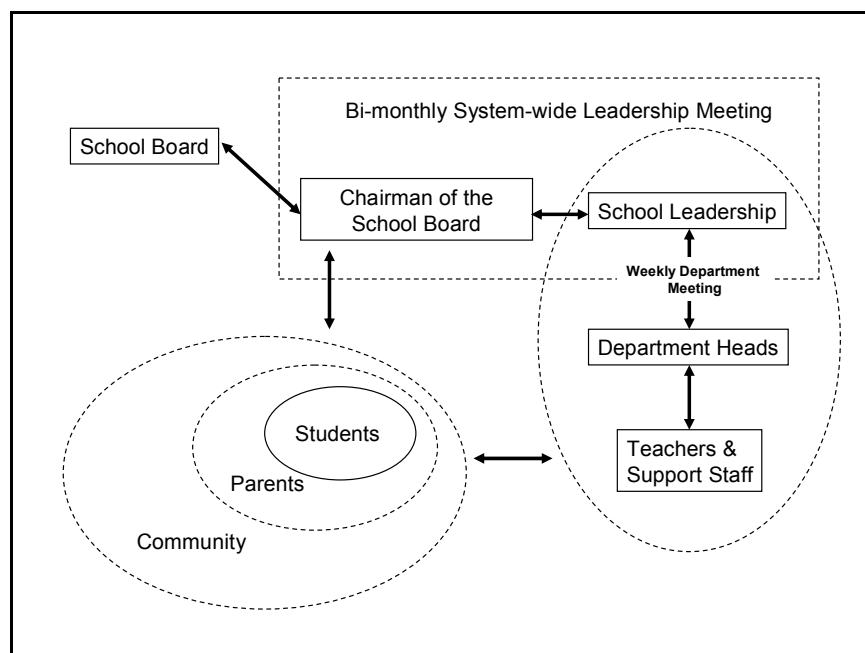 Bi-monthly System-wide Leadership Meeting
School Board
Chairman of the
School Board
School Leadership
Weekly Department
Meeting
Department Heads
Teachers &
Support Staff
Students
Parents
Community